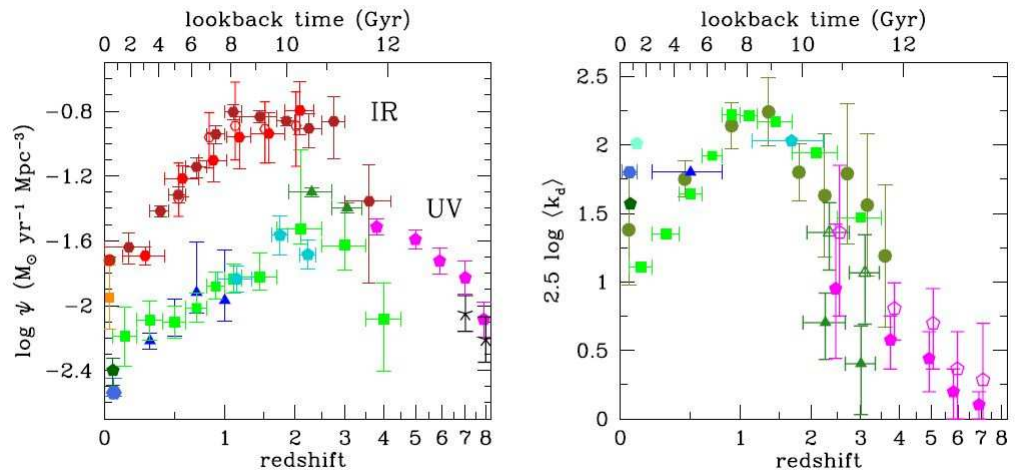 lookback time (Gyr)
0 2 4 6 8 10 12
log ψ (M⊙ yr⁻¹ Mpc⁻³)
-0.8
-1.2
-1.6
-2
-2.4
IR
UV
0 1 2 3 4 5 6 7 8
redshift
lookback time (Gyr)
0 2 4 6 8 10 12
2.5 log ⟨k_d⟩
2.5
2
1.5
1
0.5
0
0 1 2 3 4 5 6 7 8
redshift